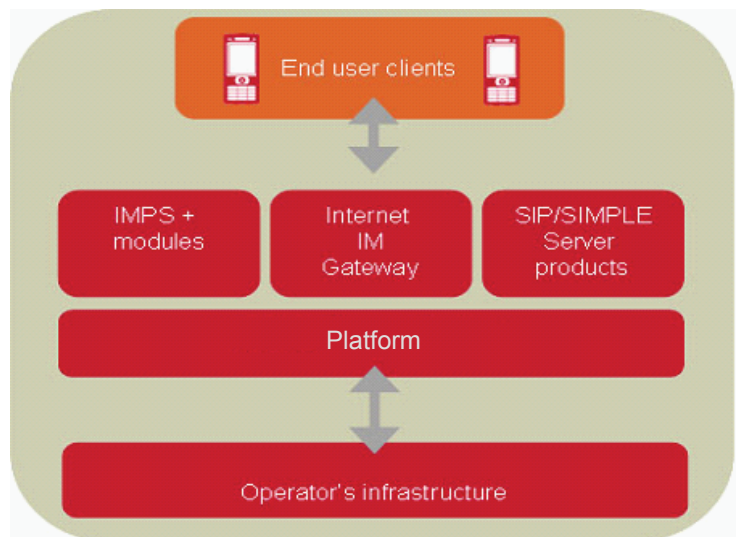 End user clients
IMPS +
modules
Internet
IM
Gateway
SIP/SIMPLE
Server
products
Platform
Operator's infrastructure